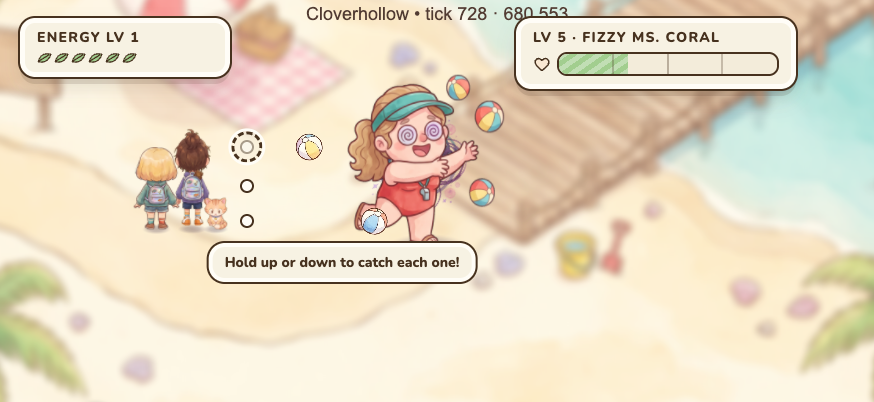 Cloverhollow • tick 728 · 680,553
ENERGY LV 1
LV 5 · FIZZY MS. CORAL
Hold up or down to catch each one!